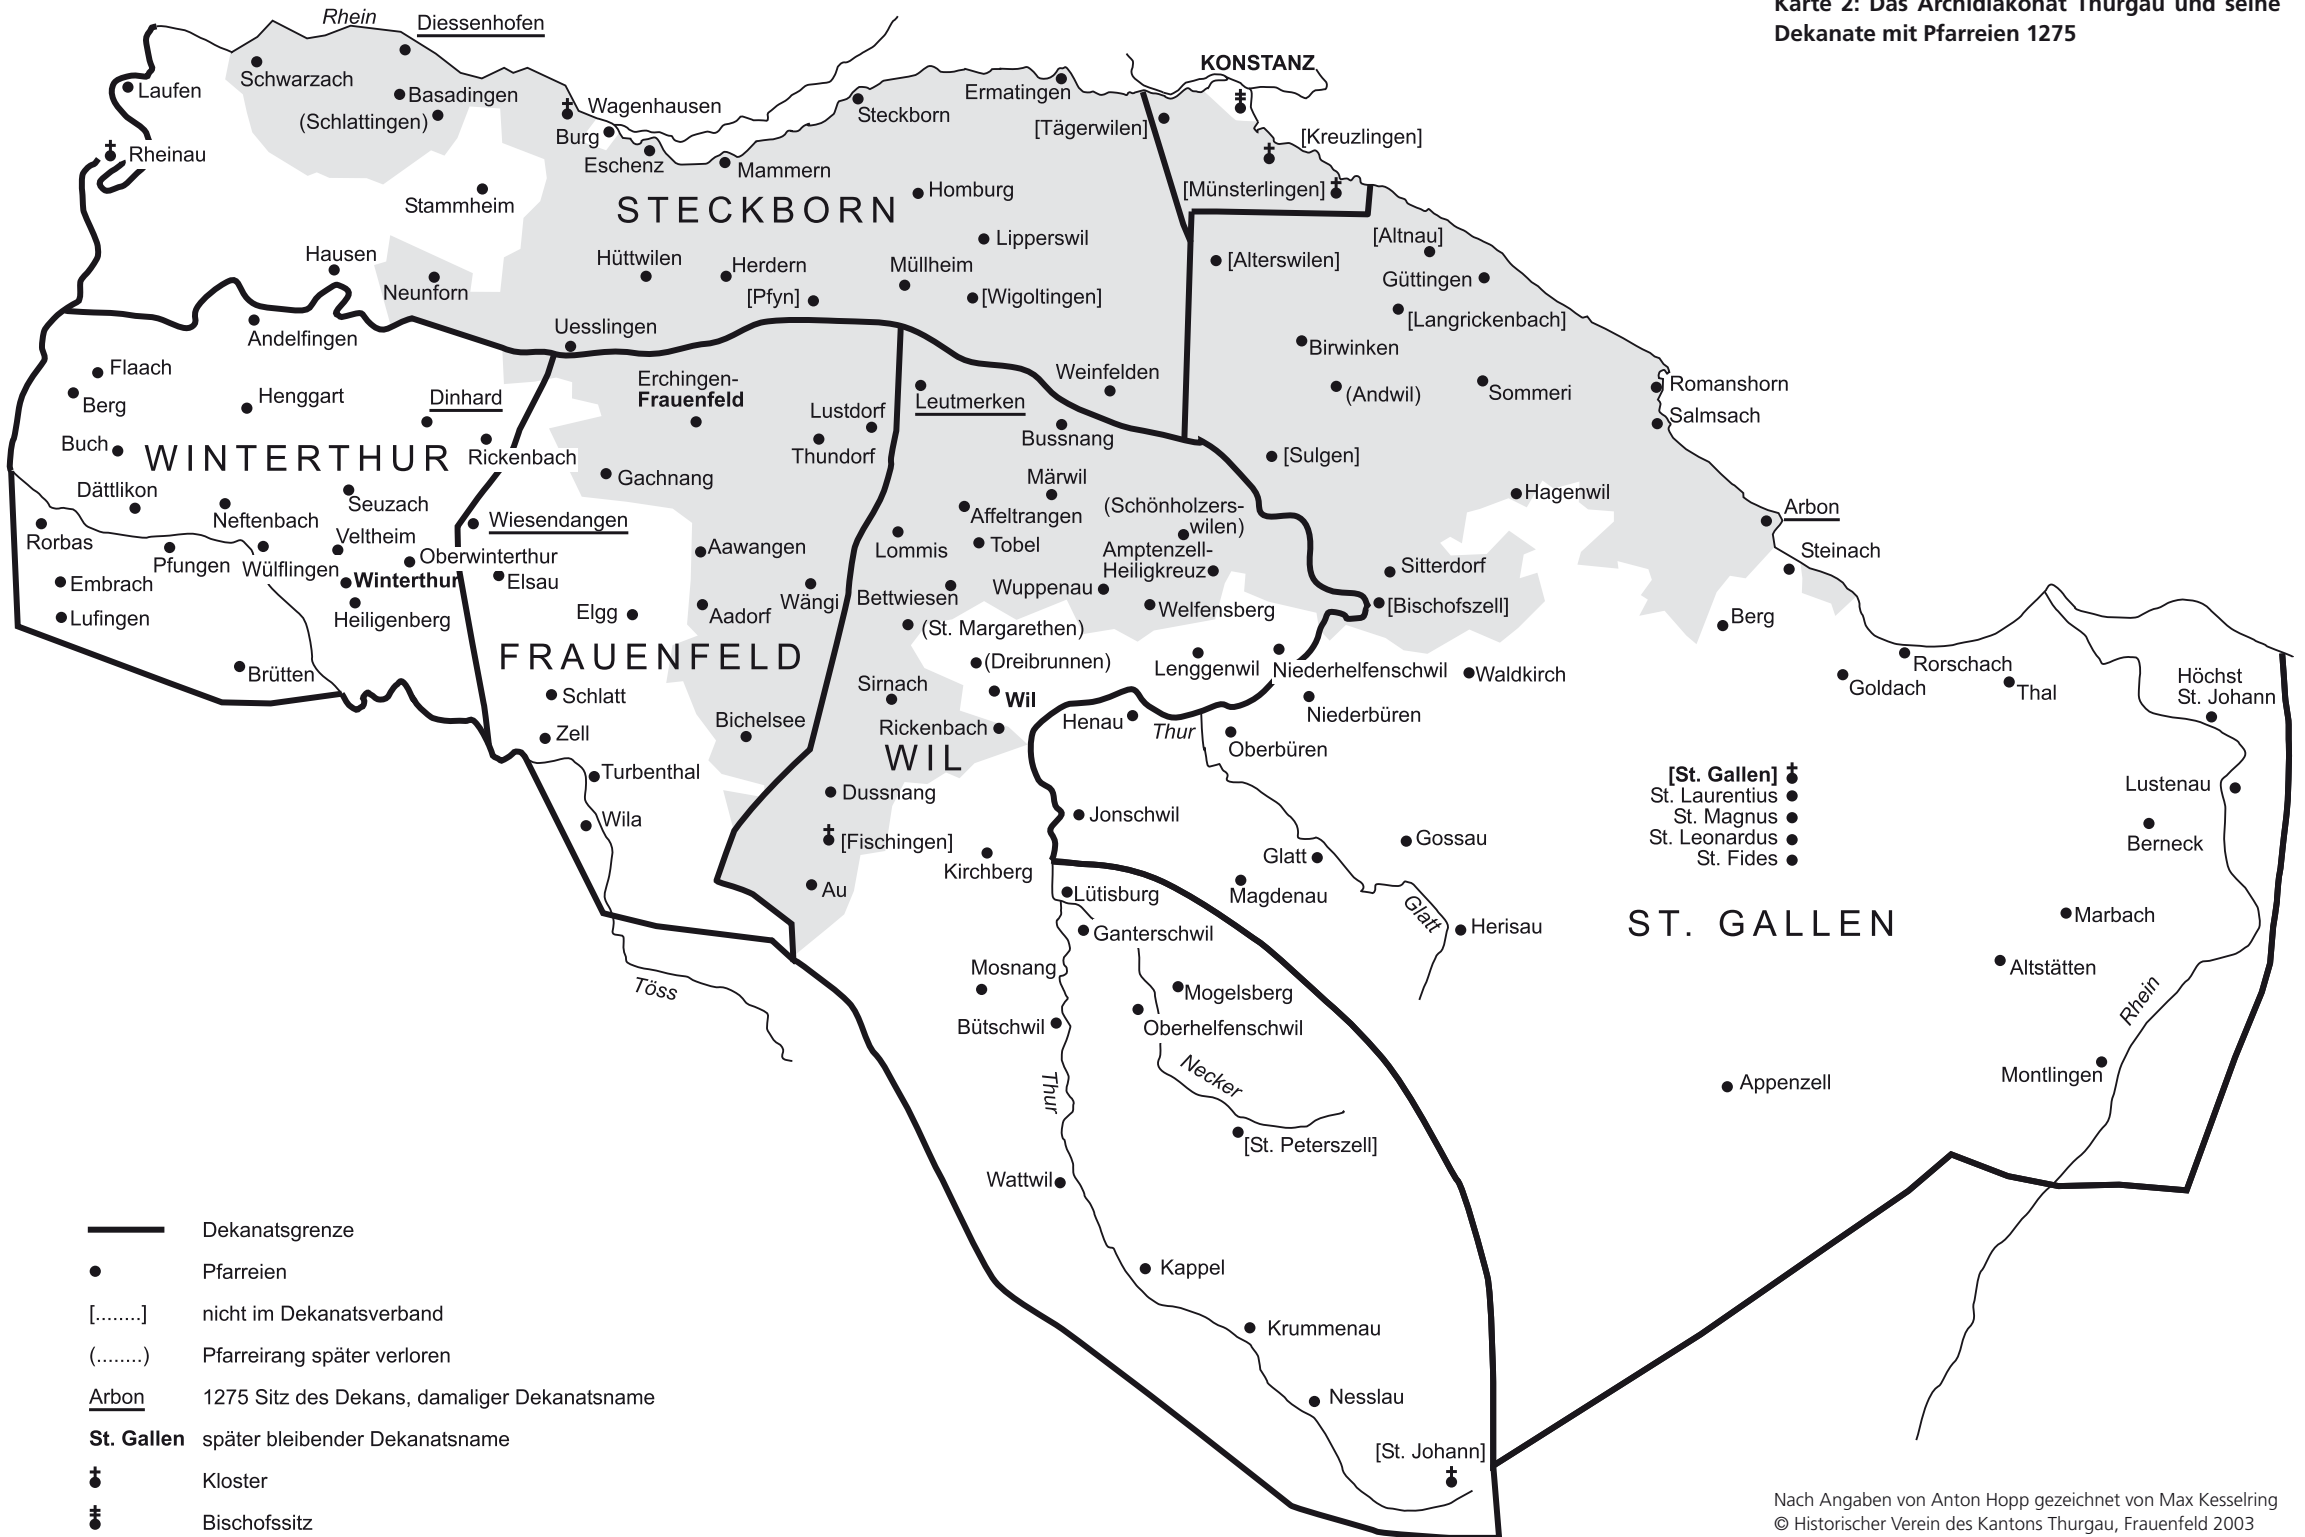 Karte 2: Das Archidiakonat Thurgau und seine
Dekanate mit Pfarreien 1275
Rhein
Diessenhofen
Schwarzach
Laufen
Basadingen
(Schlattingen)
Rheinau
Wagenhausen
Burg
Eschenz
Mammern
Steckborn
Ermatingen
KONSTANZ
[Tägerwilen]
[Kreuzlingen]
[Münsterlingen]
Stammheim
STECKBORN
Homburg
Lipperswil
Hausen
Neunforn
Hüttwilen
Herdern
[Pfyn]
Müllheim
[Wigoltingen]
[Alterswilen]
[Altnau]
Güttingen
[Langrickenbach]
Birwinken
(Andwil)
Sommeri
Romanshorn
Salmsach
Andelfingen
Uesslingen
Weinfelden
Flaach
Berg
Henggart
Dinhard
Erchingen-
Frauenfeld
Lustdorf
Thundorf
Leutmerken
Bussnang
[Sulgen]
Buch
WINTERTHUR
Rickenbach
Gachnang
Märwil
Dättlikon
Seuzach
Neftenbach
Wiesendangen
Affeltrangen
(Schönholzers-
wilen)
Hagenwil
Arbon
Rorbas
Veltheim
Pfungen
Wülflingen
Oberwinterthur
Winterthur
Elsau
Aawangen
Lommis
Tobel
Amptenzell-
Heiligkreuz
Sitterdorf
Steinach
Embrach
Lufingen
Heiligenberg
Elgg
Aadorf
Wängi
Bettwiesen
Wuppenau
Welfensberg
[Bischofszell]
Berg
(St. Margarethen)
FRAUENFELD
(Dreibrunnen)
Lenggenwil
Niederhelfenschwil
Waldkirch
Brütten
Schlatt
Sirnach
Wil
Niederbüren
Rorschach
Goldach
Thal
Höchst
St. Johann
Zell
Bichelsee
Rickenbach
WIL
Henau
Thur
Oberbüren
Turbenthal
Dussnang
[St. Gallen]
St. Laurentius
St. Magnus
St. Leonardus
St. Fides
Lustenau
Berneck
Wila
[Fischingen]
Jonschwil
Gossau
Glatt
Kirchberg
Magdenau
Au
Lütisburg
Glatt
Herisau
ST. GALLEN
Marbach
Ganterschwil
Töss
Mosnang
Mogelsberg
Altstätten
Rhein
Bütschwil
Oberhelfenschwil
Necker
Thur
Appenzell
Montlingen
[St. Peterszell]
Wattwil
Kappel
Krummenau
Nesslau
[St. Johann]
Dekanatsgrenze
Pfarreien
[........] nicht im Dekanatsverband
(........) Pfarreirang später verloren
Arbon 1275 Sitz des Dekans, damaliger Dekanatsname
St. Gallen später bleibender Dekanatsname
Kloster
Bischofssitz
Nach Angaben von Anton Hopp gezeichnet von Max Kesselring
© Historischer Verein des Kantons Thurgau, Frauenfeld 2003